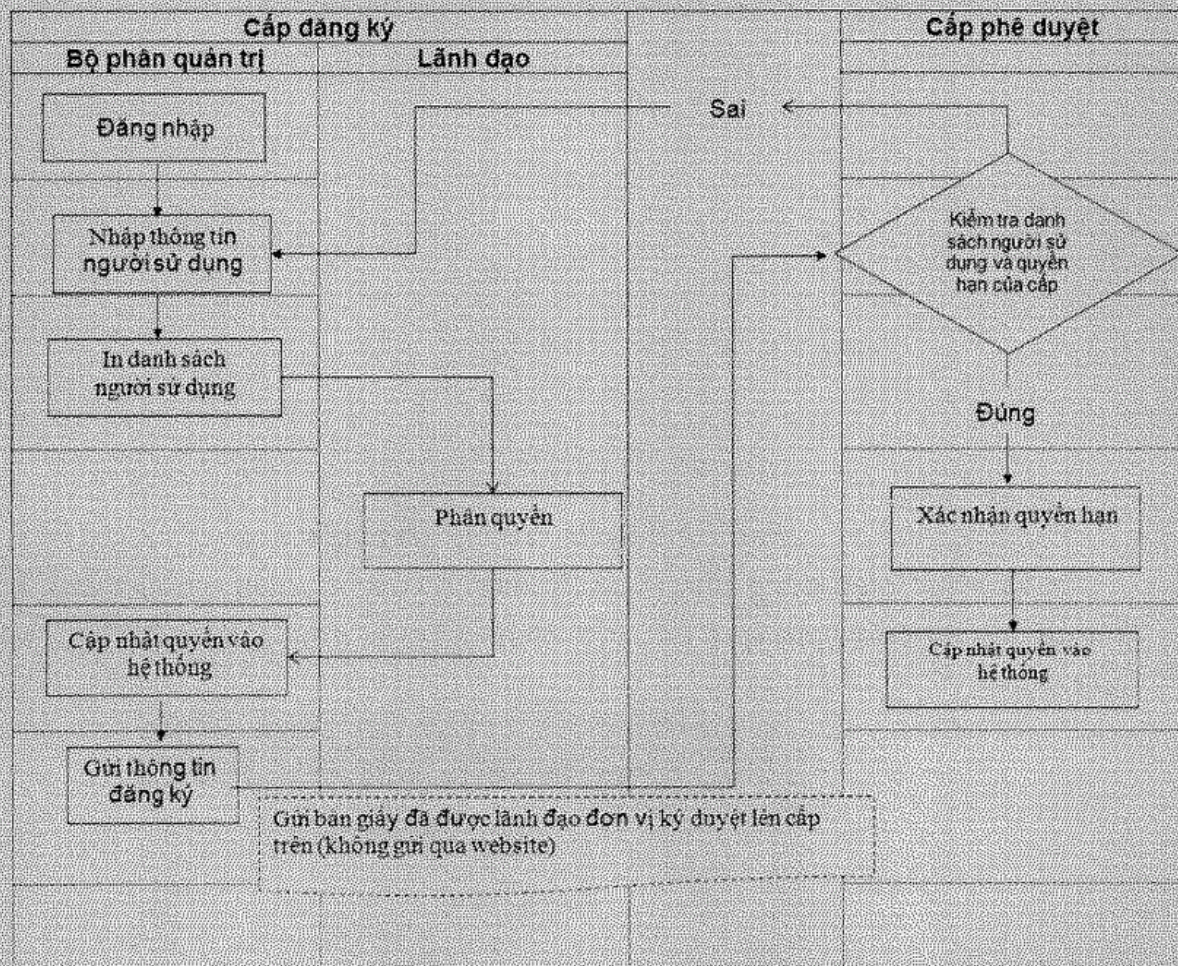 Cấp đăng ký
Cấp phê duyệt
Bộ phân quản trị
Lãnh đạo
Đăng nhập
Sai
Kiểm tra danh
sách người sử
dụng và quyền
hạn của cấp
Nhập thông tin
người sử dụng
In danh sách
người sử dụng
Đúng
Phân quyền
Xác nhận quyền hạn
Cập nhật quyền vào
hệ thống
Cập nhật quyền vào
hệ thống
Gửi thông tin
đăng ký
Gửi bản giấy đã được lãnh đạo đơn vị ký duyệt lên cấp
trên (không gửi qua website)